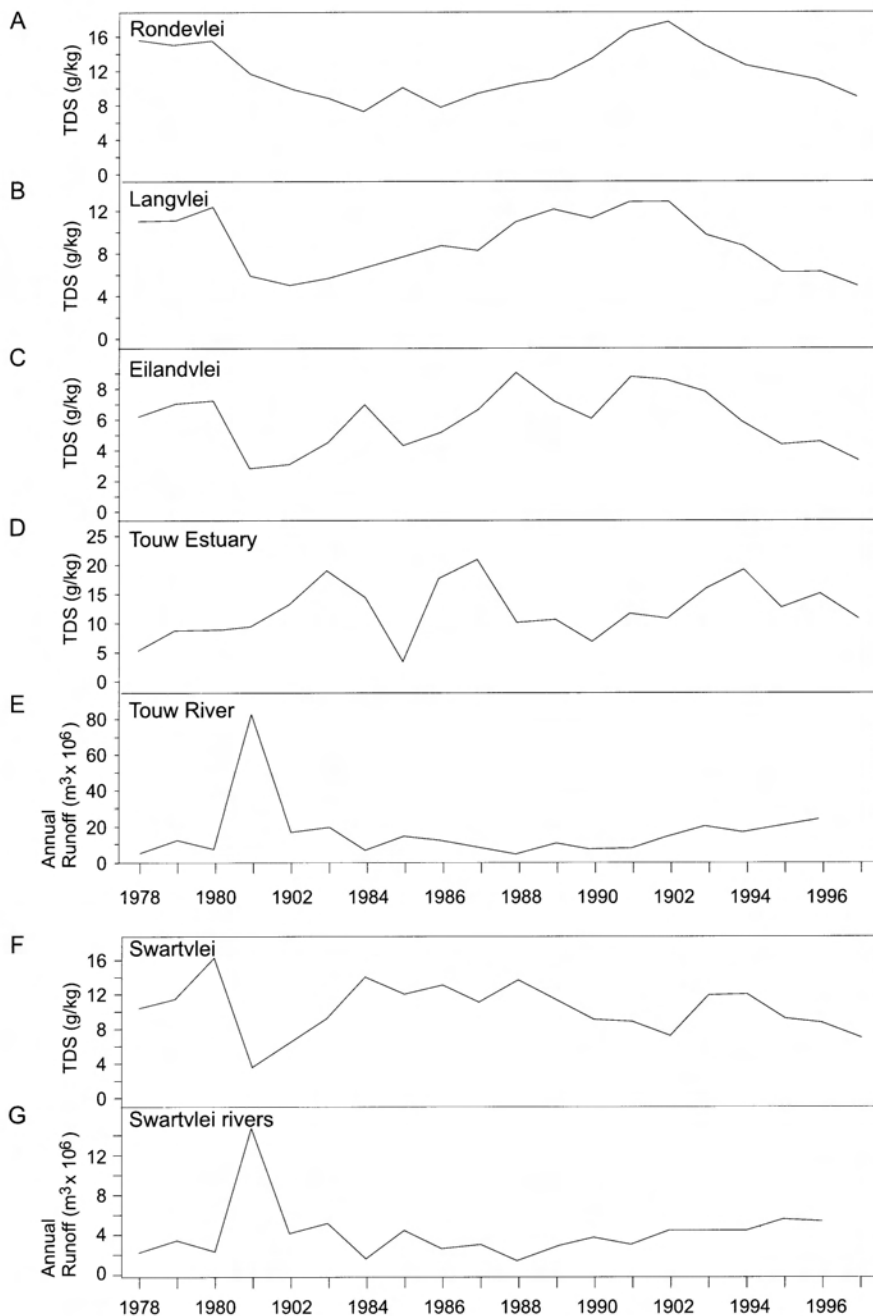 A
Rondevlei
16
12
8
4
0
TDS (g/kg)
B
Langvlei
12
8
4
0
TDS (g/kg)
C
Eilandvlei
8
6
4
2
0
TDS (g/kg)
D
Touw Estuary
25
20
15
10
5
0
TDS (g/kg)
E
Touw River
80
60
40
20
0
Annual
Runoff (m³ x 10⁶)
1978 1980 1902 1984 1986 1988 1990 1902 1994 1996
F
Swartvlei
16
12
8
4
0
TDS (g/kg)
G
Swartvlei rivers
12
8
4
0
Annual
Runoff (m³ x 10⁶)
1978 1980 1902 1984 1986 1988 1990 1902 1994 1996